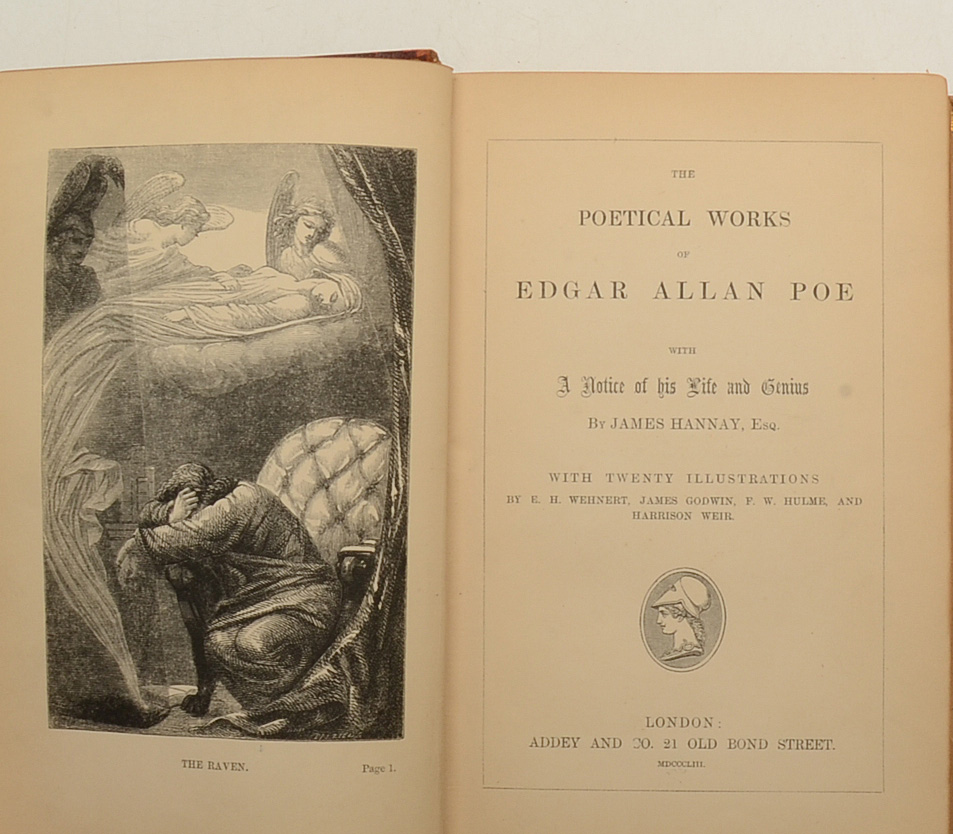 THE RAVEN.
Page 1.
THE
POETICAL WORKS
OF
EDGAR ALLAN POE
WITH
A Notice of his Life and Genius
By JAMES HANNAY, Esq.
WITH TWENTY ILLUSTRATIONS
BY E. H. WEHNERT, JAMES GODWIN, F. W. HULME, AND
HARRISON WEIR.
LONDON:
ADDEY AND CO. 21 OLD BOND STREET.
MDCCCLIII.